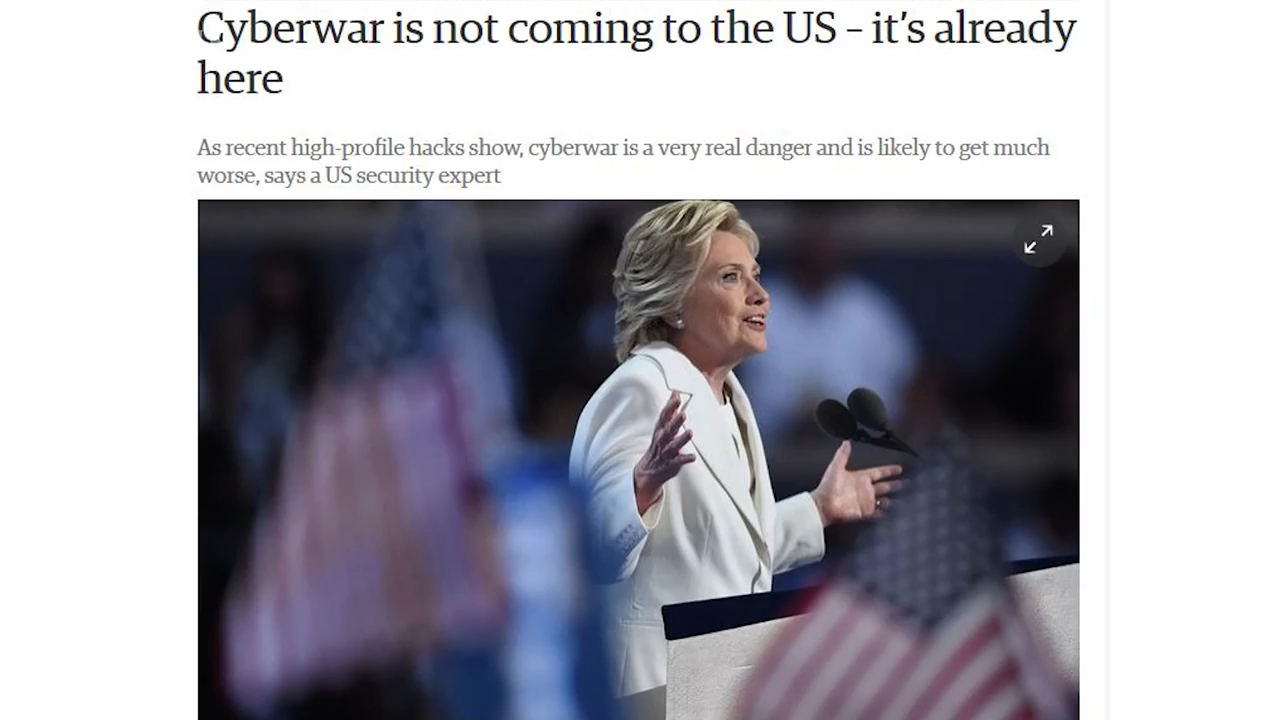 Cyberwar is not coming to the US – it’s already
here
As recent high-profile hacks show, cyberwar is a very real danger and is likely to get much
worse, says a US security expert